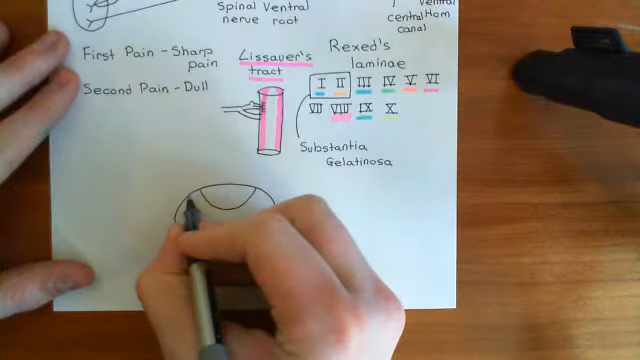 Spinal Ventral
nerve root
Ventral
central Horn
canal
First Pain - Sharp
pain
Second Pain - Dull
Lissauer's
tract
Rexed's
laminae
I II III IV V VI
VII VIII IX X
Substantia
Gelatinosa